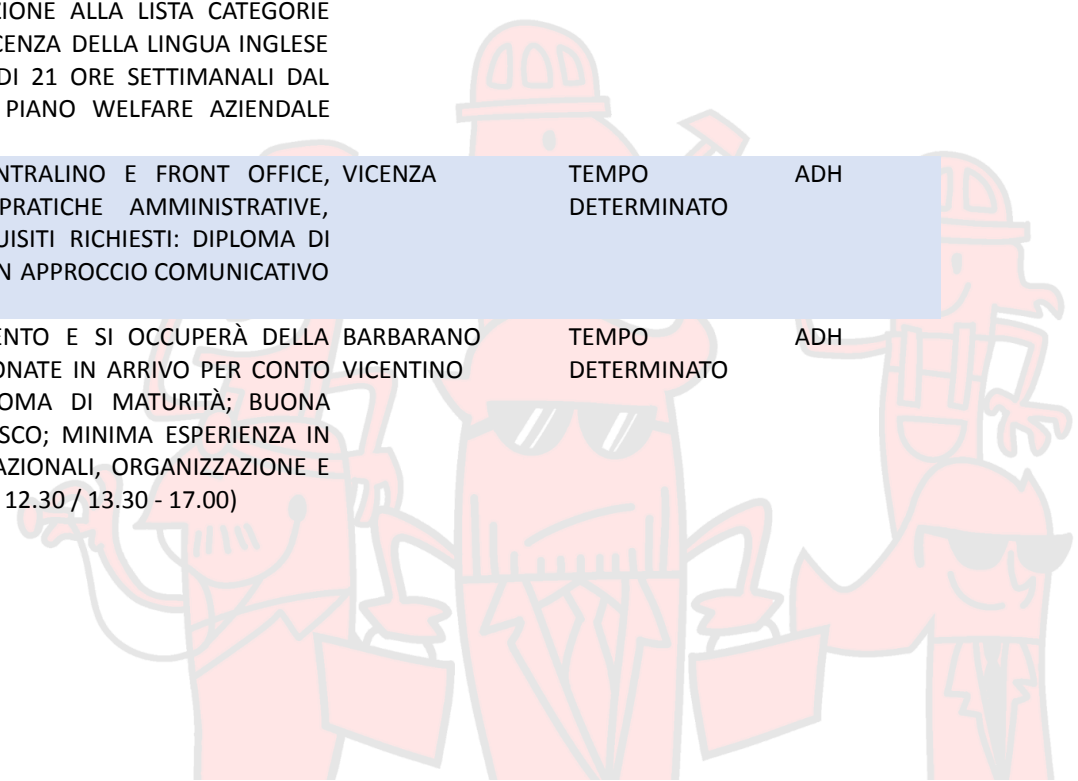 ZIONE ALLA LISTA CATEGORIE
CENZA DELLA LINGUA INGLESE
DI 21 ORE SETTIMANALI DAL
PIANO WELFARE AZIENDALE
NTRALINO E FRONT OFFICE, VICENZA TEMPO ADH
PRATICHE AMMINISTRATIVE, DETERMINATO
UISITI RICHIESTI: DIPLOMA DI
N APPROCCIO COMUNICATIVO
ENTO E SI OCCUPERÀ DELLA BARBARANO TEMPO ADH
ONATE IN ARRIVO PER CONTO VICENTINO DETERMINATO
OMA DI MATURITÀ; BUONA
SCO; MINIMA ESPERIENZA IN
AZIONALI, ORGANIZZAZIONE E
12.30 / 13.30 - 17.00)